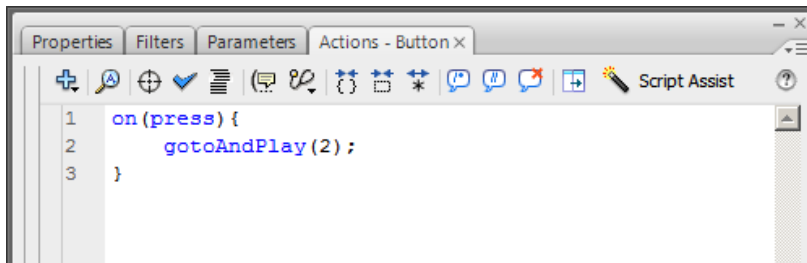 Properties Filters Parameters Actions - Button ×
Script Assist
1 on(press){
2 gotoAndPlay(2);
3 }